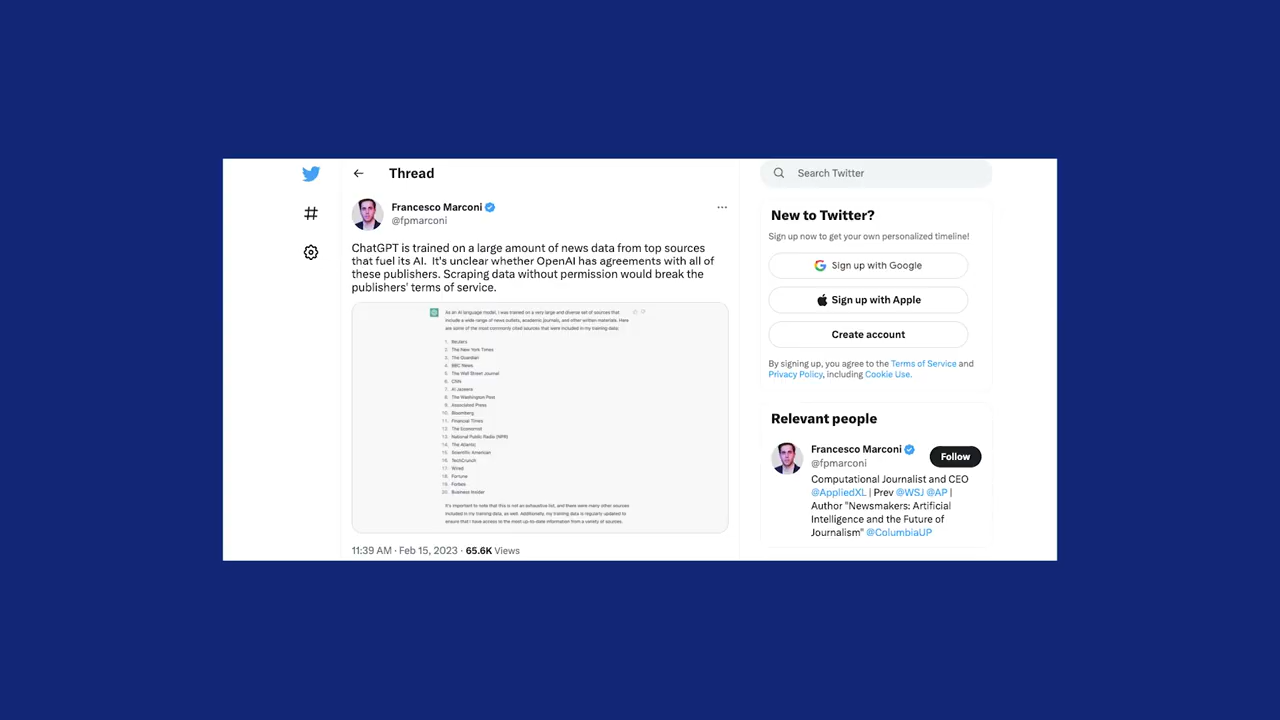 Thread
Francesco Marconi
@fpmarconi
ChatGPT is trained on a large amount of news data from top sources
that fuel its AI. It's unclear whether OpenAI has agreements with all of
these publishers. Scraping data without permission would break the
publishers' terms of service.
As an AI language model, I was trained on a very large and diverse set of sources that
include a wide range of news outlets, academic journals, and other written materials. Here
are some of the most commonly cited sources that were included in my training data:
1. Reuters
2. The New York Times
3. The Guardian
4. BBC News
5. The Wall Street Journal
6. CNN
7. Al Jazeera
8. The Washington Post
9. Associated Press
10. Bloomberg
11. Financial Times
12. The Economist
13. National Public Radio (NPR)
14. The Atlantic
15. Scientific American
16. TechCrunch
17. Wired
18. Fortune
19. Forbes
20. Business Insider
It's important to note that this is not an exhaustive list, and there were many other sources
included in my training data, as well. Additionally, my training data is regularly updated to
ensure that I have access to the most up-to-date information from a variety of sources.
11:39 AM · Feb 15, 2023 · 65.6K Views
Search Twitter
New to Twitter?
Sign up now to get your own personalized timeline!
Sign up with Google
Sign up with Apple
Create account
By signing up, you agree to the Terms of Service and
Privacy Policy, including Cookie Use.
Relevant people
Francesco Marconi
@fpmarconi
Follow
Computational Journalist and CEO
@AppliedXL | Prev @WSJ @AP |
Author "Newsmakers: Artificial
Intelligence and the Future of
Journalism" @ColumbiaUP